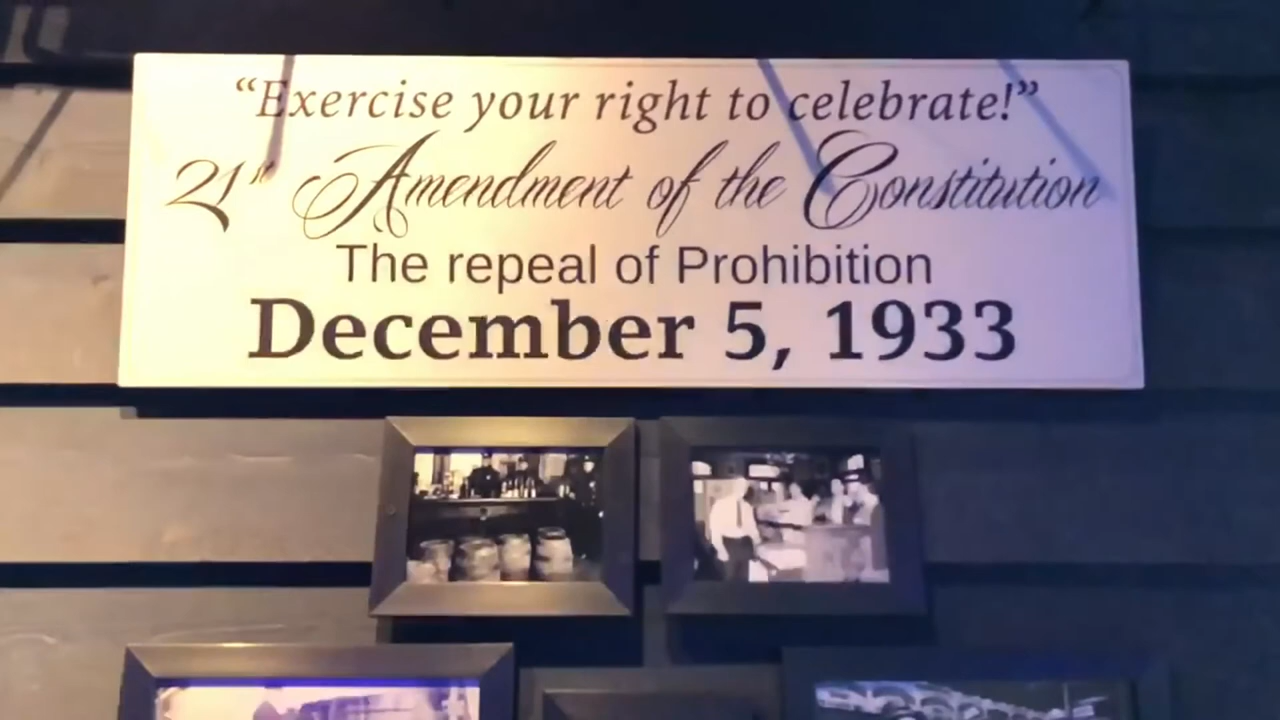 “Exercise your right to celebrate!”
21st Amendment of the Constitution
The repeal of Prohibition
December 5, 1933